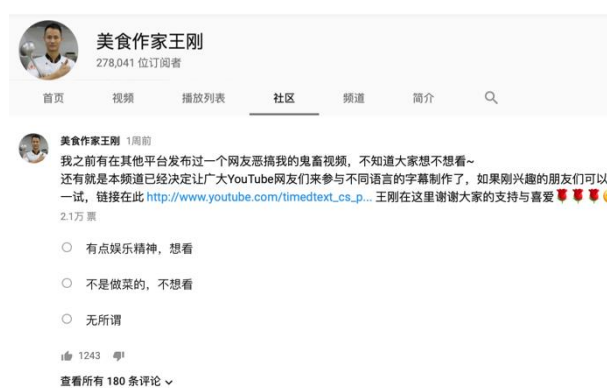 美食作家王刚
278,041 位订阅者
首页 视频 播放列表 社区 频道 简介
美食作家王刚 1周前
我之前有在其他平台发布过一个网友恶搞我的鬼畜视频，不知道大家想不想看~
还有就是本频道已经决定让广大YouTube网友们来参与不同语言的字幕制作了，如果刚兴趣的朋友们可以
一试，链接在此 http://www.youtube.com/timedtext_cs_p... 王刚在这里谢谢大家的支持与喜爱🌹🌹🌹
2.1万 票
有点娱乐精神，想看
不是做菜的，不想看
无所谓
1243
查看所有 180 条评论